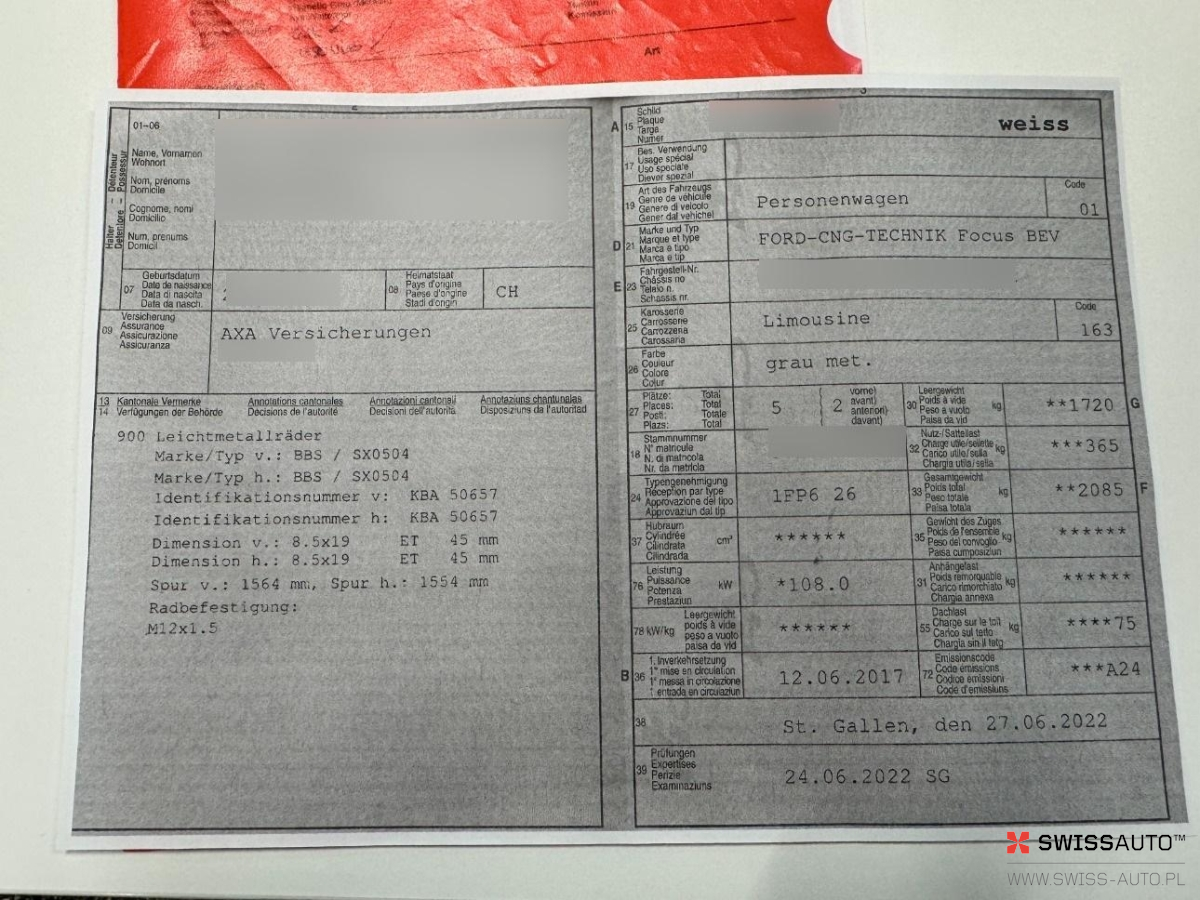 Art
2
3
01–06
Halter – Détenteur
Detentore – Possessur
Name, Vornamen
Wohnort
Nom, prénoms
Domicile
Cognome, nomi
Domicilio
Num, prenums
Domicil
07
Geburtsdatum
Data de naissance
Data di nascita
Data da nasch.
08
Heimatstaat
Pays d'origine
Paese d'origine
Stadi d'origin
CH
09
Versicherung
Assurance
Assicurazione
Assicuranza
AXA Versicherungen
13 Kantonale Vermerke Annotations cantonales Annotazioni cantonali Annotaziuns chantunalas
14 Verfügungen der Behörde Décisions de l'autorité Decisioni dell'autorità Disposiziuns da l'autoritad
900 Leichtmetallräder
Marke/Typ v.: BBS / SX0504
Marke/Typ h.: BBS / SX0504
Identifikationsnummer v: KBA 50657
Identifikationsnummer h: KBA 50657
Dimension v.: 8.5x19 ET 45 mm
Dimension h.: 8.5x19 ET 45 mm
Spur v.: 1564 mm, Spur h.: 1554 mm
Radbefestigung:
M12x1.5
A 15
Schild
Plaque
Targa
Numer
weiss
17
Bes. Verwendung
Usage spécial
Uso speciale
Diever spezial
19
Art des Fahrzeugs
Genre de véhicule
Genere di veicolo
Gener dal vehichel
Personenwagen
Code
01
D 21
Marke und Typ
Marque et type
Marca e tipo
Marca e tip
FORD-CNG-TECHNIK Focus BEV
E 23
Fahrgestell-Nr.
Châssis no
Telaio n.
Schassis nr.
25
Karosserie
Carrosserie
Carrozzeria
Carossaria
Limousine
Code
163
26
Farbe
Couleur
Colore
Colur
grau met.
27
Plätze: Total
Places: Total
Posti: Totale
Plazs: Total
5
2
vorne)
avant)
anteriori)
davant)
30
Leergewicht
Poids à vide
Peso a vuoto
Paisa da vid
kg
**1720 G
18
Stammnummer
N° matricule
N. di matricola
Nr. da matricla
32
Nutz-/Sattellast
Charge utile/sellette
Carico utile/sella
Chargia utila/sella
kg
***365
24
Typengenehmigung
Réception par type
Approvazione del tipo
Approvaziun dal tip
1FP6 26
33
Gesamtgewicht
Poids total
Peso totale
Paisa totala
kg
**2085 F
37
Hubraum
Cylindrée
Cilindrata
Cilindrada
cm³
******
35
Gewicht des Zuges
Poids de l'ensemble
Peso del convoglio
Paisa cumposiziun
kg
******
76
Leistung
Puissance
Potenza
Prestaziun
kW
*108.0
31
Anhängelast
Poids remorquable
Carico rimorchiato
Chargia annexa
kg
******
78 kW/kg
Leergewicht
poids à vide
peso a vuoto
paisa da vid
******
55
Dachlast
Charge sur le toit
Carico sul tetto
Chargia sin il tetg
kg
****75
B 36
1. Inverkehrsetzung
1re mise en circulation
1a messa in circolazione
1 entrada en circulaziun
12.06.2017
72
Emissionscode
Code émissions
Codice emissioni
Code d'emissiuns
***A24
38
St. Gallen, den 27.06.2022
39
Prüfungen
Expertises
Perizie
Examinaziuns
24.06.2022 SG
SWISSAUTO™
WWW.SWISS-AUTO.PL